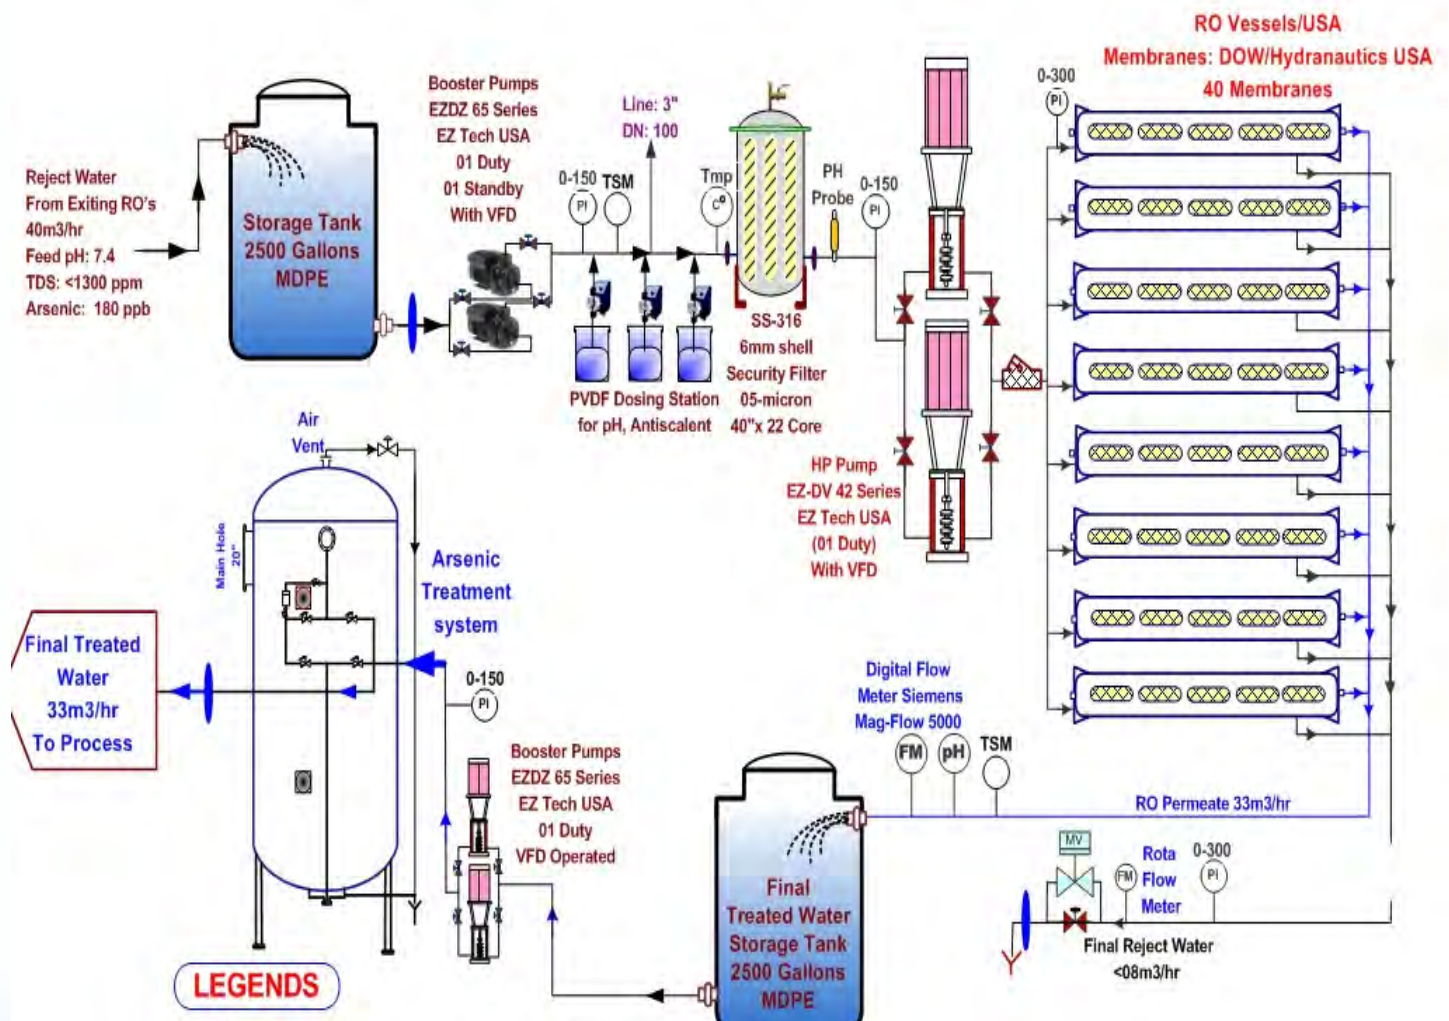 RO Vessels/USA
Membranes: DOW/Hydranautics USA
40 Membranes
0-300
PI
Booster Pumps
EZDZ 65 Series
EZ Tech USA
01 Duty
01 Standby
With VFD
Line: 3"
DN: 100
0-150
PI
TSM
Tmp
C°
PH
Probe
0-150
PI
Reject Water
From Exiting RO's
40m3/hr
Feed pH: 7.4
TDS: <1300 ppm
Arsenic: 180 ppb
Storage Tank
2500 Gallons
MDPE
PVDF Dosing Station
for pH, Antiscalent
SS-316
6mm shell
Security Filter
05-micron
40"x 22 Core
HP Pump
EZ-DV 42 Series
EZ Tech USA
(01 Duty)
With VFD
Air
Vent
Main Hole
20"
Arsenic
Treatment
system
Final Treated
Water
33m3/hr
To Process
0-150
PI
Booster Pumps
EZDZ 65 Series
EZ Tech USA
01 Duty
VFD Operated
Digital Flow
Meter Siemens
Mag-Flow 5000
FM
pH
TSM
RO Permeate 33m3/hr
Final
Treated Water
Storage Tank
2500 Gallons
MDPE
MV
FM
Rota
Flow
Meter
0-300
PI
Final Reject Water
<08m3/hr
LEGENDS